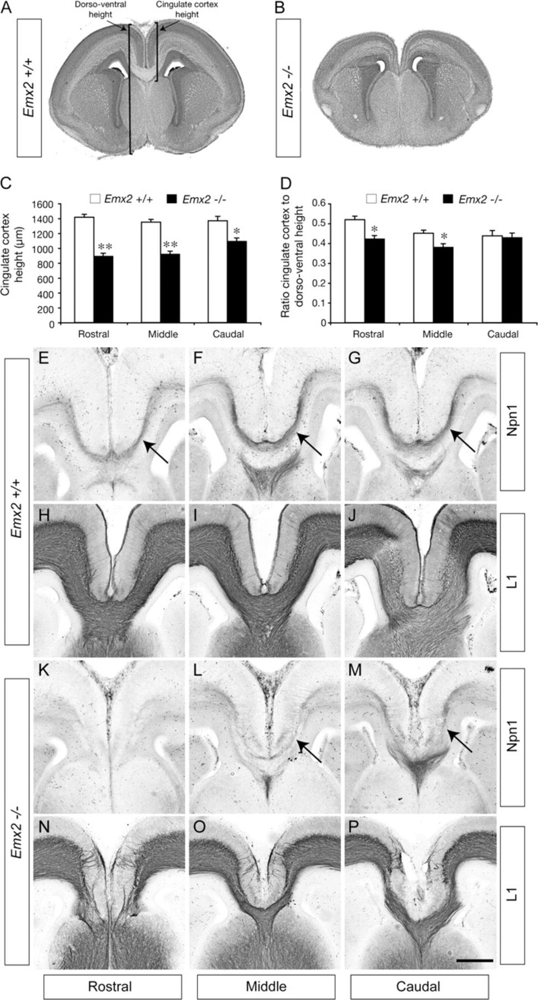 A
Dorso-ventral
height
Cingulate cortex
height
B
Emx2 +/+
Emx2 -/-
C
Emx2 +/+
Emx2 -/-
Cingulate cortex
height (µm)
1600
1400
1200
1000
800
600
400
200
0
**
**
*
Rostral
Middle
Caudal
D
Emx2 +/+
Emx2 -/-
Ratio cingulate cortex to
dorso-ventral height
0.6
0.5
0.4
0.3
0.2
0.1
0
*
*
Rostral
Middle
Caudal
Emx2 +/+
E
F
G
Npn1
H
I
J
L1
Emx2 -/-
K
L
M
Npn1
N
O
P
L1
Rostral
Middle
Caudal